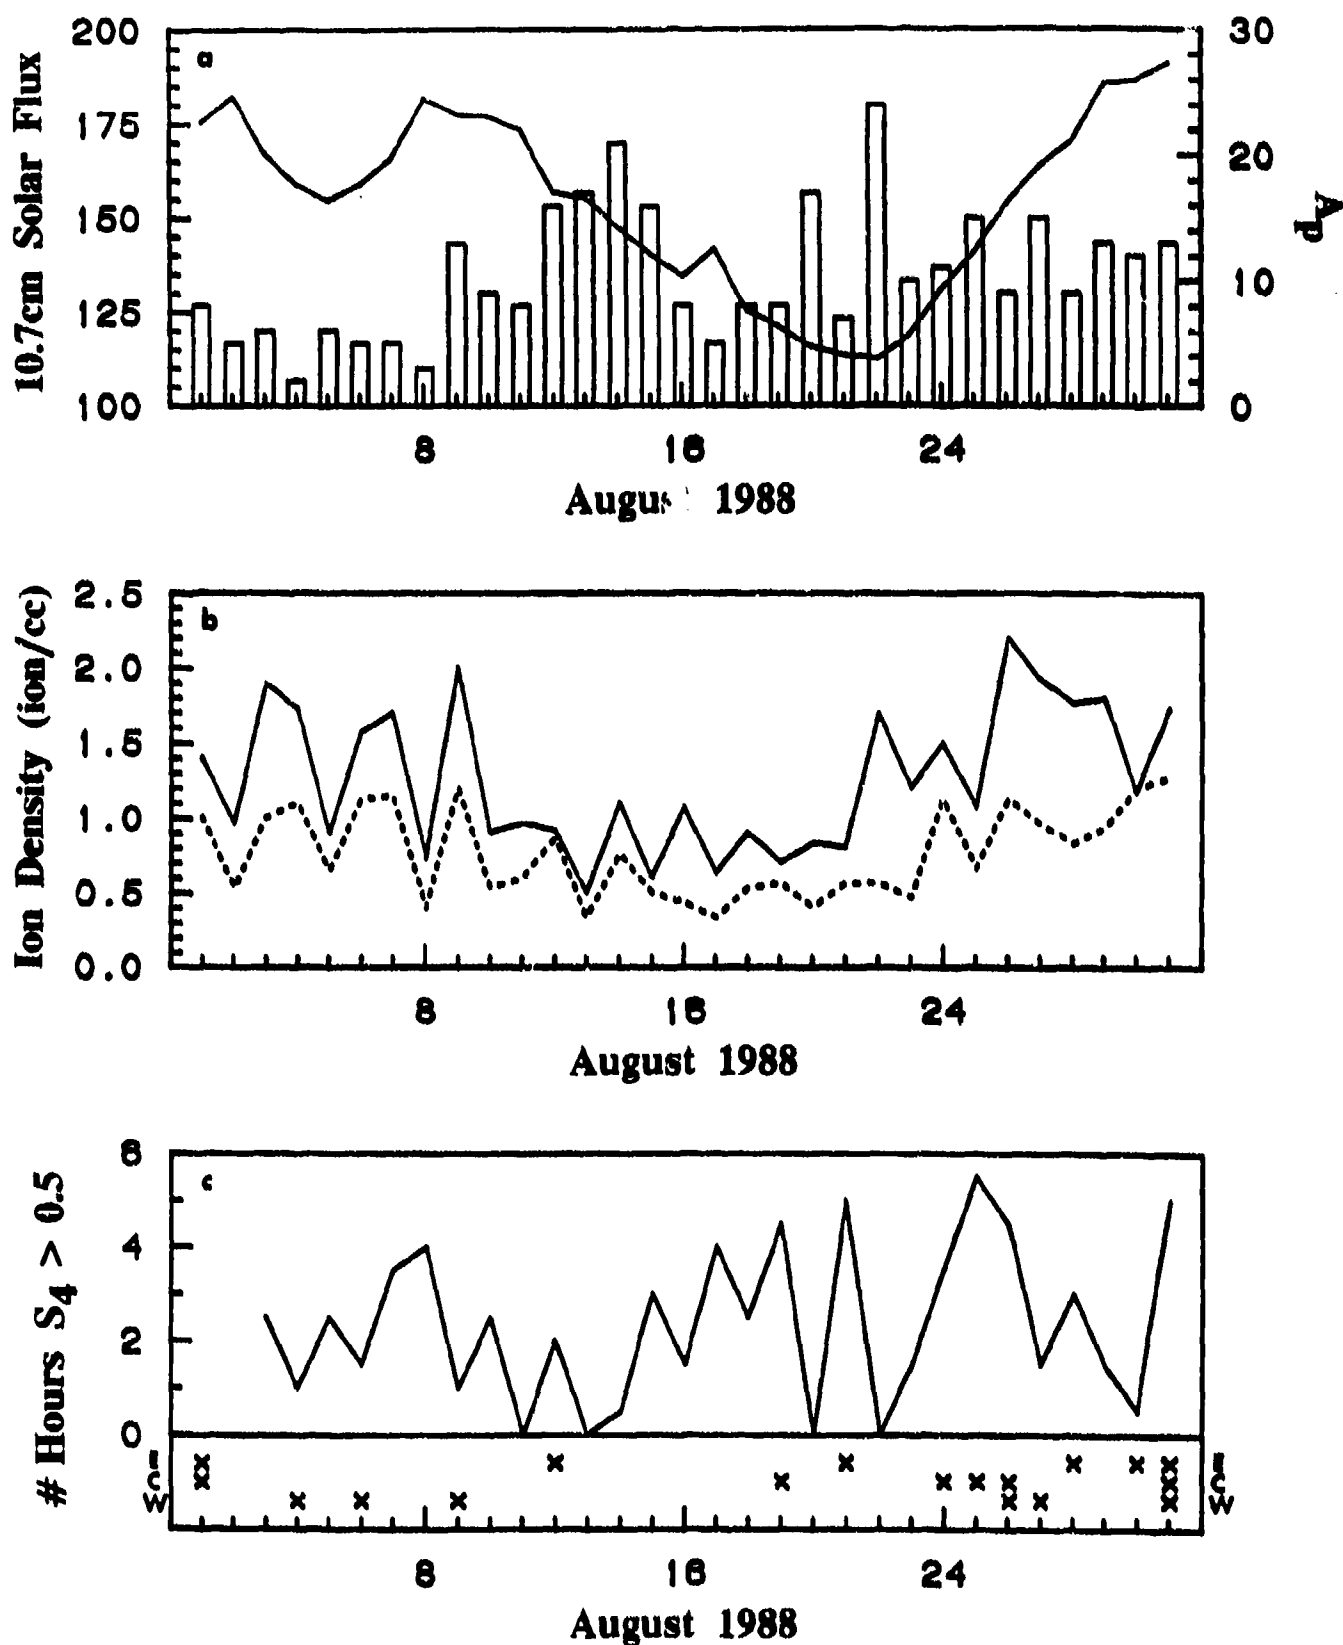 a
200
175
150
125
100
10.7cm Solar Flux
30
20
10
0
Ap
8 16 24
1988
b
2.5
2.0
1.5
1.0
0.5
0.0
Ion Density (ion/cc)
8 16 24
August 1988
c
6
4
2
0
# Hours S4 > 0.5
E
C
W
x x x x x x x x x x x x x x x x x x x x
E
C
W
8 16 24
August 1988